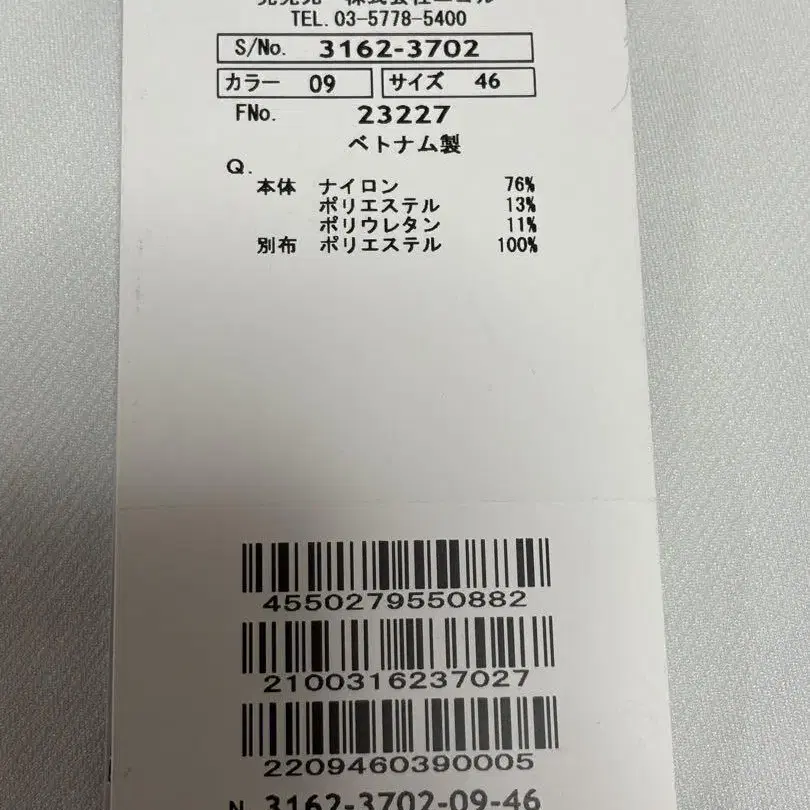 TEL.03-5778-5400
S/No. 3162-3702
カラー 09 サイズ 46
FNo. 23227
ベトナム製
Q.
本体 ナイロン 76%
ポリエステル 13%
ポリウレタン 11%
別布 ポリエステル 100%
4550279550882
2100316237027
2209460390005
N 3162-3702-09-46